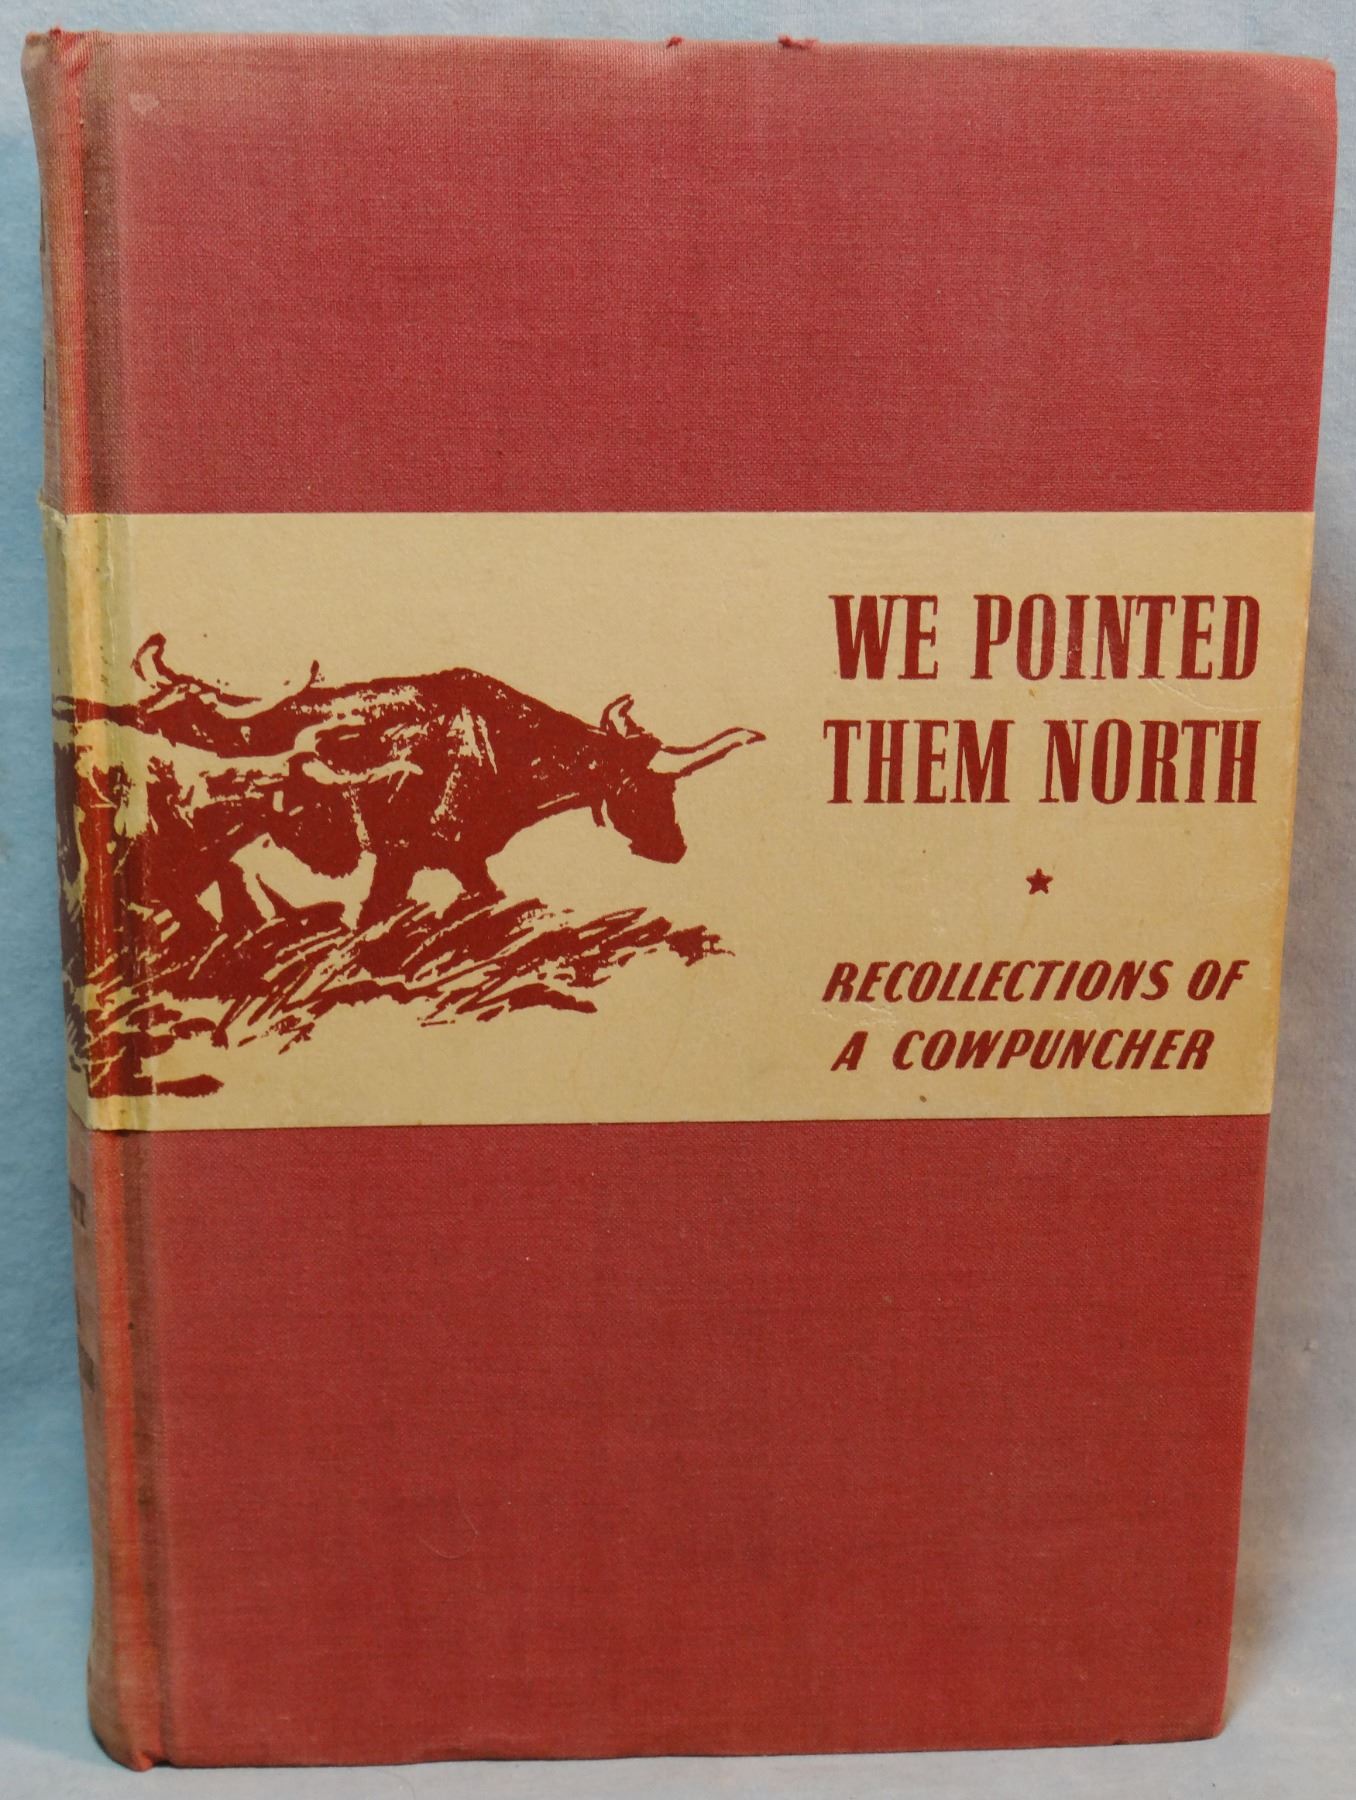 WE POINTED
THEM NORTH
★
RECOLLECTIONS OF
A COWPUNCHER